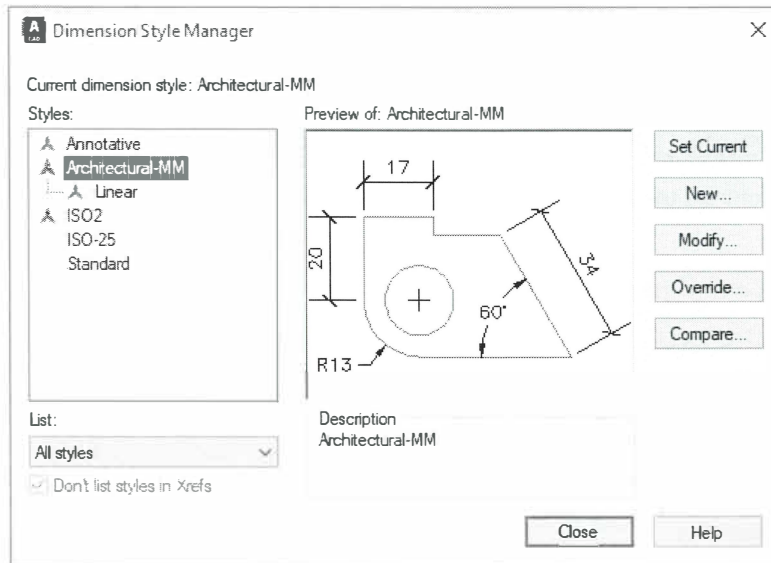 A
CAD
Dimension Style Manager
Current dimension style: Architectural-MM
Styles:
Annotative
Architectural-MM
Linear
ISO2
ISO-25
Standard
Preview of: Architectural-MM
17
20
34
60°
R13
Set Current
New...
Modify...
Override...
Compare...
List:
All styles
Don't list styles in Xrefs
Description
Architectural-MM
Close
Help